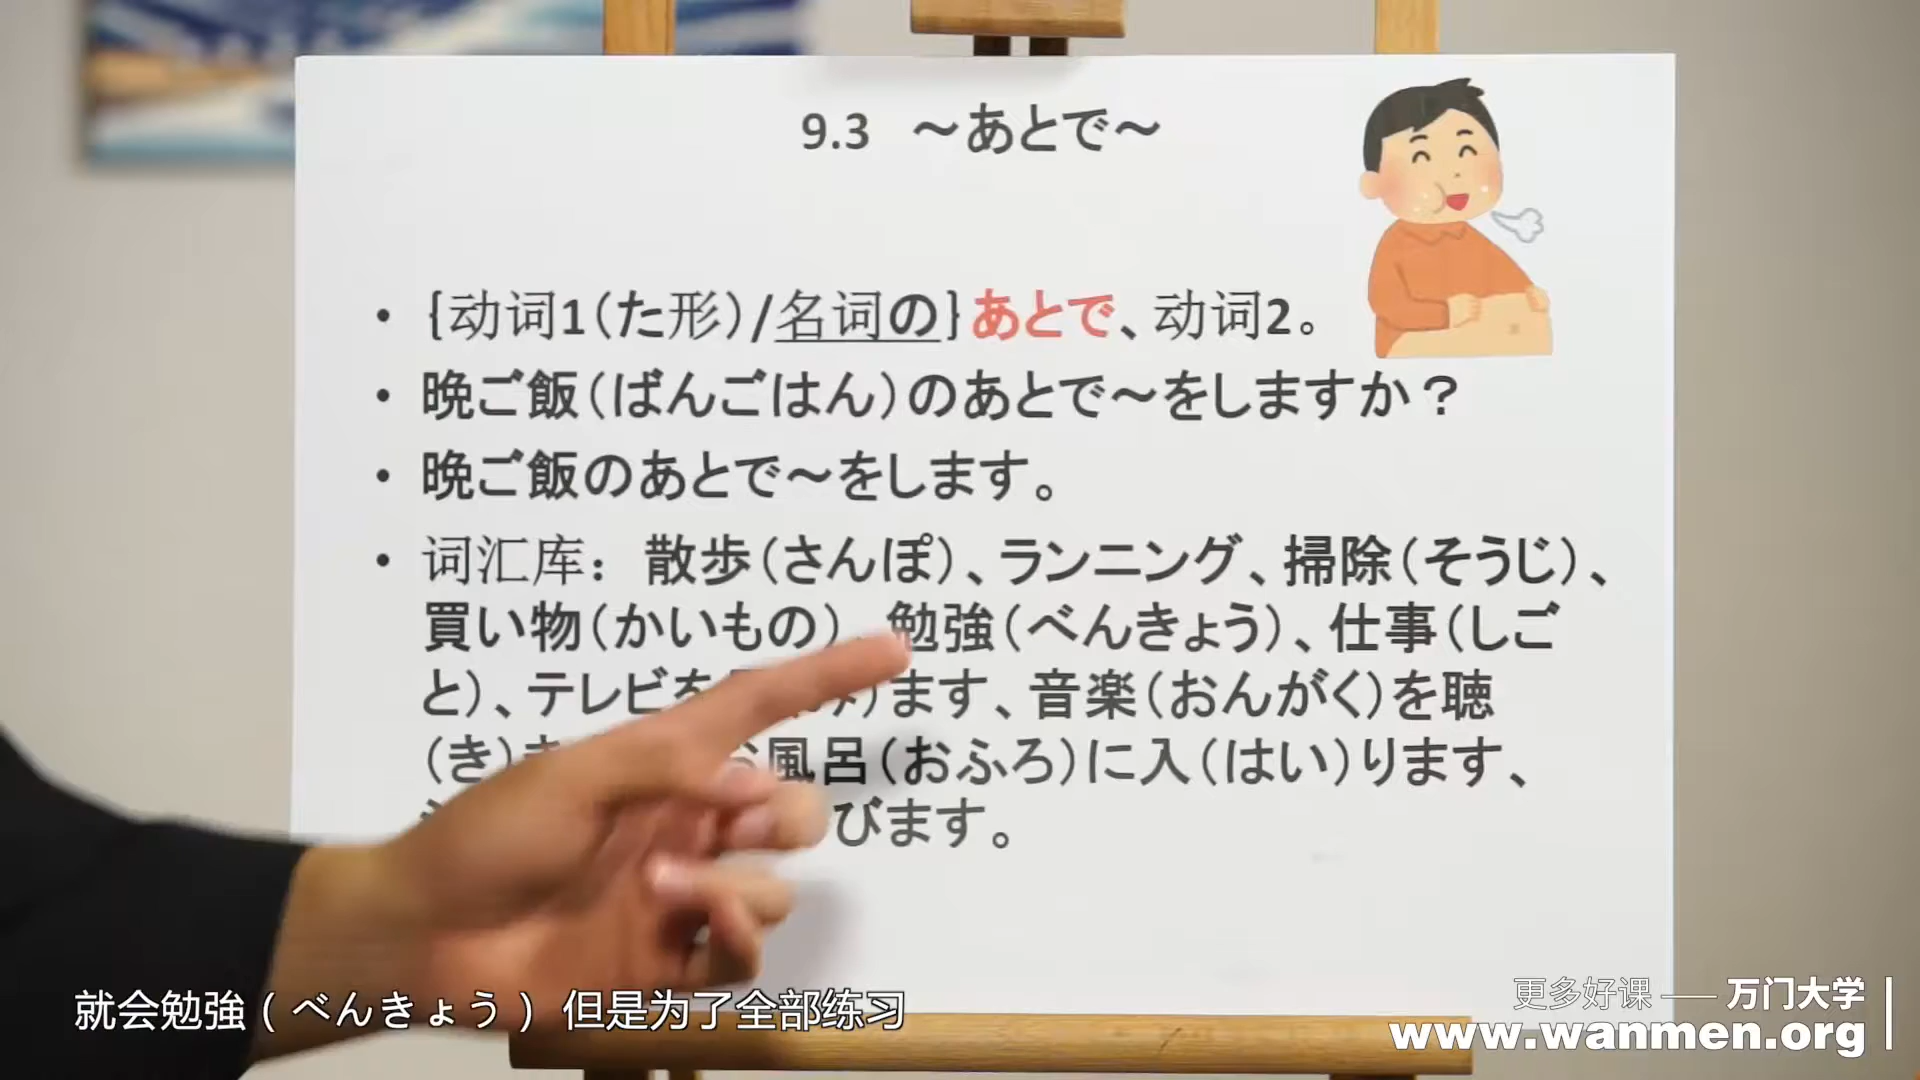 9.3 ～あとで～
• {动词1（た形）/名词の}あとで、动词2。
• 晩ご飯（ばんごはん）のあとで～をしますか？
• 晩ご飯のあとで～をします。
• 词汇库：散歩（さんぽ）、ランニング、掃除（そうじ）、
買い物（かいもの）、勉強（べんきょう）、仕事（しご
と）、テレビを ます、音楽（おんがく）を聴
（き） 風呂（おふろ）に入（はい）ります、
びます。
就会勉強（べんきょう） 但是为了全部练习
更多好课 —— 万门大学
www.wanmen.org